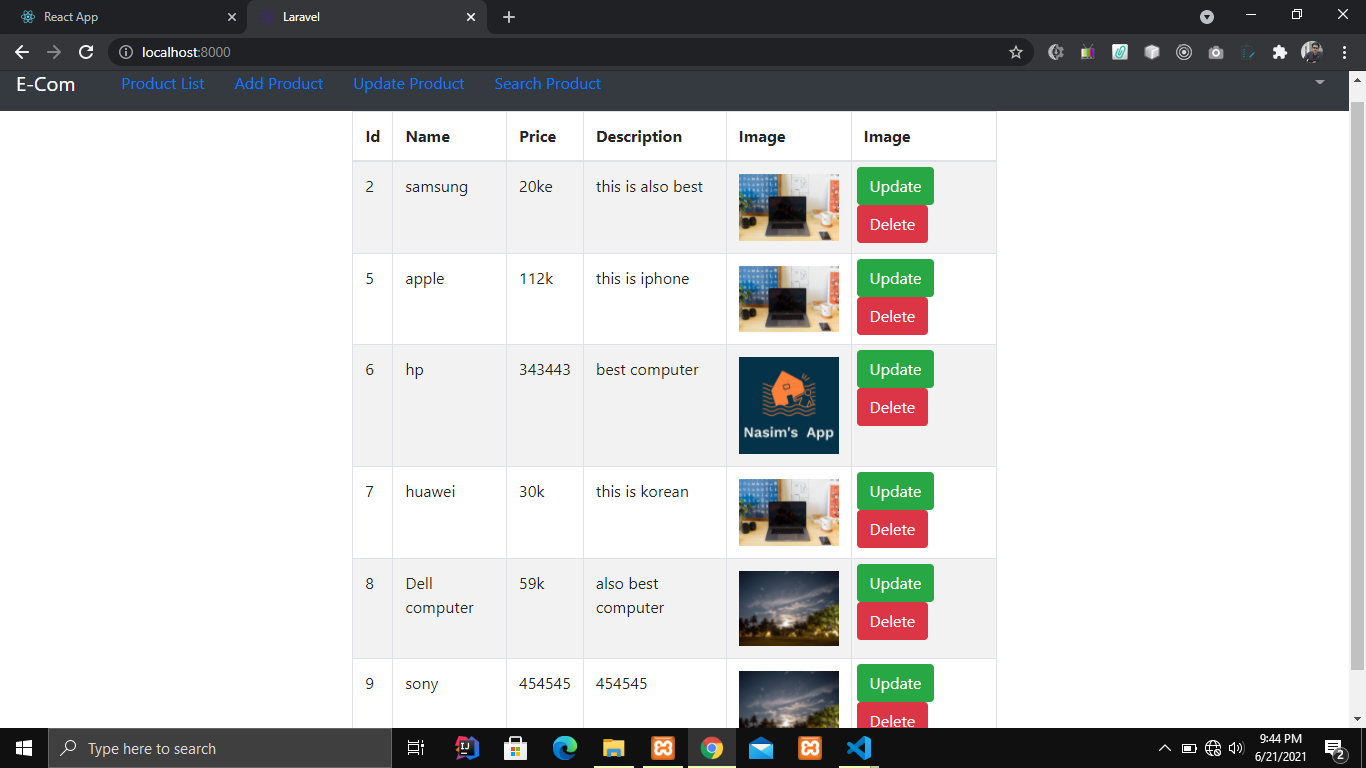 React App
Laravel
localhost:8000
E-Com Product List Add Product Update Product Search Product
Id Name Price Description Image Image
2 samsung 20ke this is also best Update
Delete
5 apple 112k this is iphone Update
Delete
6 hp 343443 best computer Update
Delete
Nasim's App
7 huawei 30k this is korean Update
Delete
8 Dell computer 59k also best computer Update
Delete
9 sony 454545 454545 Update
Delete
Type here to search
IJ
9:44 PM
6/21/2021
2